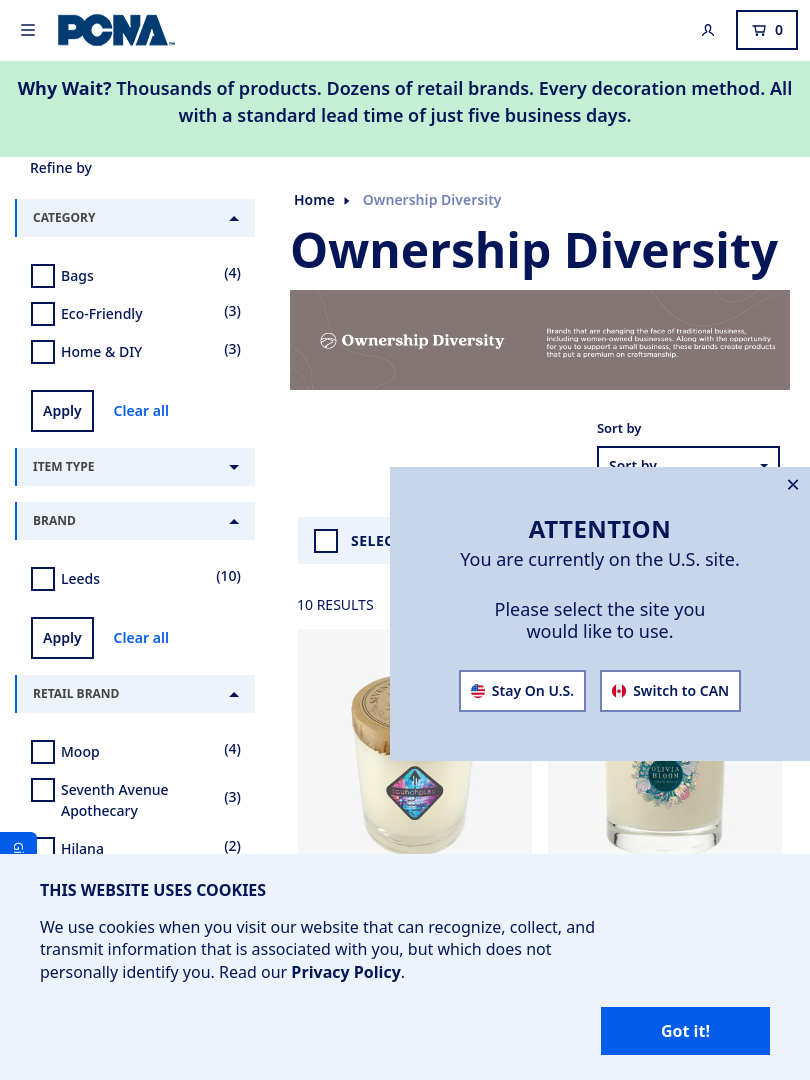 PCNA
0
Why Wait? Thousands of products. Dozens of retail brands. Every decoration method. All
with a standard lead time of just five business days.
Refine by
CATEGORY
Bags (4)
Eco-Friendly (3)
Home & DIY (3)
Apply Clear all
ITEM TYPE
BRAND
Leeds (10)
Apply Clear all
RETAIL BRAND
Moop (4)
Seventh Avenue
Apothecary (3)
Hilana (2)
Home Ownership Diversity
Ownership Diversity
Ownership Diversity
Brands that are changing the face of traditional business,
including women-owned businesses. Along with the opportunity
for you to support a small business, these brands create products
that put a premium on craftsmanship.
Sort by
Sort by
10 RESULTS
OLIVIA
BLOOM
ATTENTION
You are currently on the U.S. site.
Please select the site you
would like to use.
Stay On U.S. Switch to CAN
THIS WEBSITE USES COOKIES
We use cookies when you visit our website that can recognize, collect, and
transmit information that is associated with you, but which does not
personally identify you. Read our Privacy Policy.
Got it!